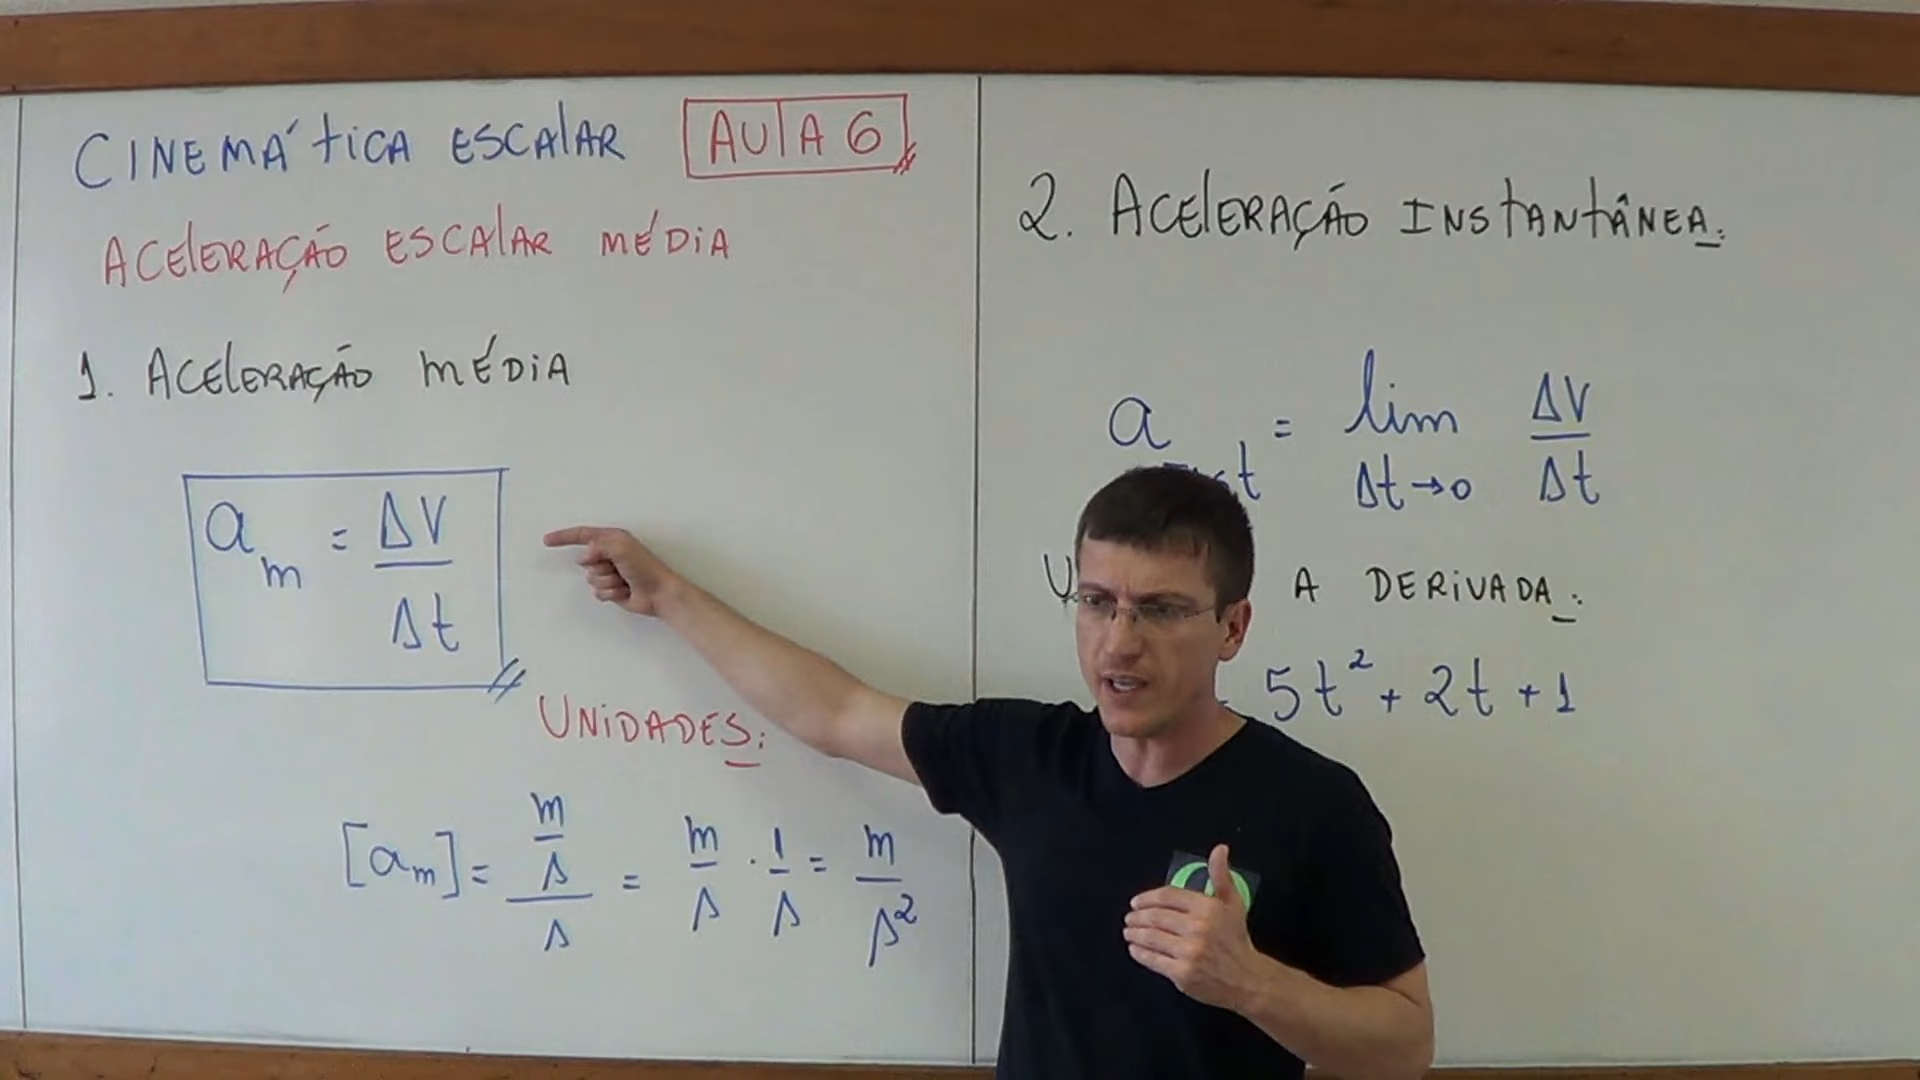 CINEMÁTICA ESCALAR AULA 6
ACELERAÇÃO ESCALAR MÉDIA
1. ACELERAÇÃO MÉDIA
a_m = ΔV/Δt
UNIDADES:
[a_m] = (m/s)/s = m/s · 1/s = m/s²
2. ACELERAÇÃO INSTANTÂNEA:
a = lim Δt→0 ΔV/Δt
A DERIVADA:
5t² + 2t + 1